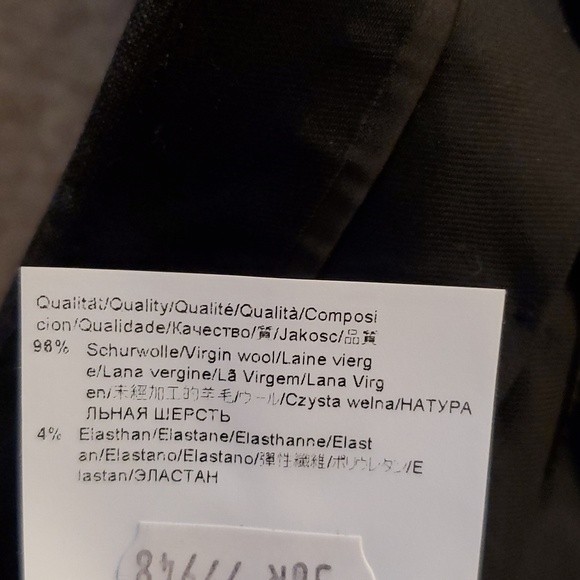 Qualität/Quality/Qualité/Qualità/Composi
cion/Qualidade/Качество/質/Jakosc/品質
96% Schurwolle/Virgin wool/Laine vierg
e/Lana vergine/Lã Virgem/Lana Virg
en/未經加工的羊毛/ウール/Czysta welna/НАТУРА
ЛЬНАЯ ШЕРСТЬ
4% Elasthan/Elastane/Elasthanne/Elast
an/Elastano/Elastano/彈性纖維/ポリウレタン/E
lastan/ЭЛАСТАН